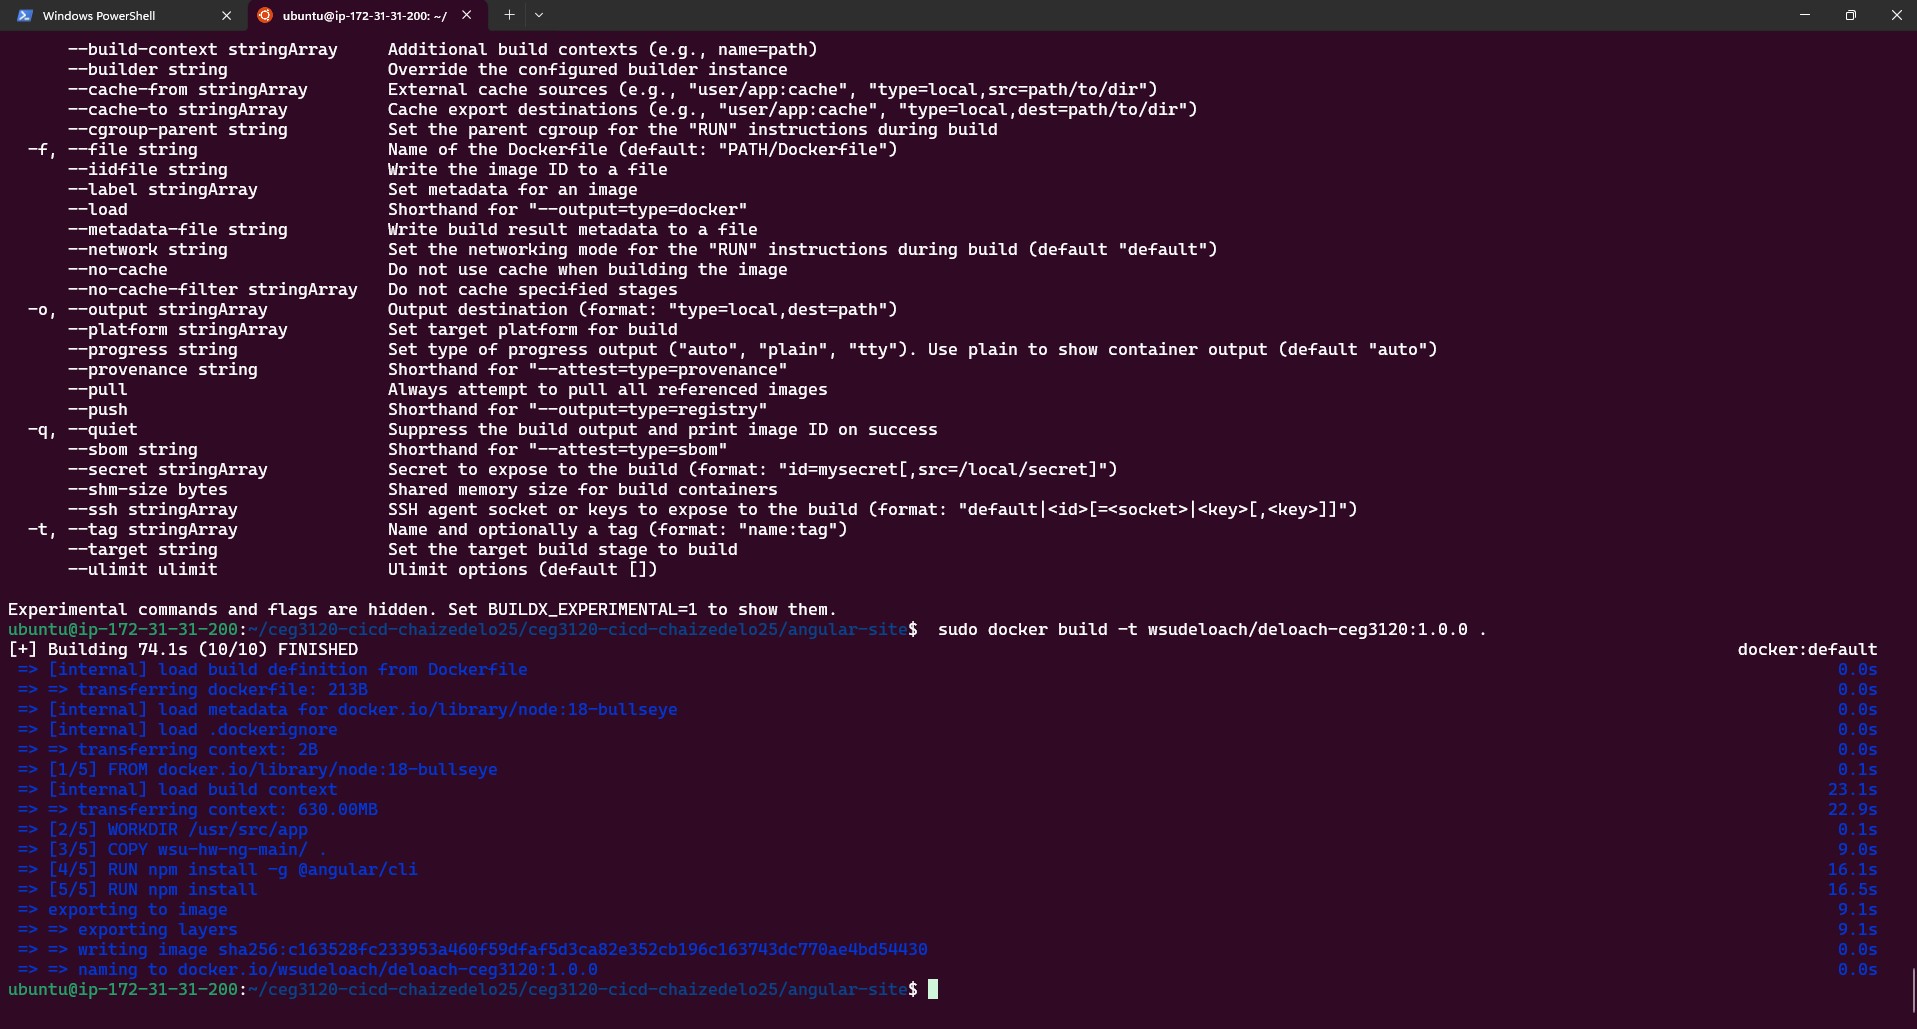 Windows PowerShell
ubuntu@ip-172-31-31-200: ~/
--build-context stringArray     Additional build contexts (e.g., name=path)
--builder string                Override the configured builder instance
--cache-from stringArray        External cache sources (e.g., "user/app:cache", "type=local,src=path/to/dir")
--cache-to stringArray          Cache export destinations (e.g., "user/app:cache", "type=local,dest=path/to/dir")
--cgroup-parent string          Set the parent cgroup for the "RUN" instructions during build
-f, --file string                   Name of the Dockerfile (default: "PATH/Dockerfile")
--iidfile string                Write the image ID to a file
--label stringArray             Set metadata for an image
--load                          Shorthand for "--output=type=docker"
--metadata-file string          Write build result metadata to a file
--network string                Set the networking mode for the "RUN" instructions during build (default "default")
--no-cache                      Do not use cache when building the image
--no-cache-filter stringArray   Do not cache specified stages
-o, --output stringArray            Output destination (format: "type=local,dest=path")
--platform stringArray          Set target platform for build
--progress string               Set type of progress output ("auto", "plain", "tty"). Use plain to show container output (default "auto")
--provenance string             Shorthand for "--attest=type=provenance"
--pull                          Always attempt to pull all referenced images
--push                          Shorthand for "--output=type=registry"
-q, --quiet                         Suppress the build output and print image ID on success
--sbom string                   Shorthand for "--attest=type=sbom"
--secret stringArray            Secret to expose to the build (format: "id=mysecret[,src=/local/secret]")
--shm-size bytes                Shared memory size for build containers
--ssh stringArray               SSH agent socket or keys to expose to the build (format: "default|<id>[=<socket>|<key>[,<key>]]")
-t, --tag stringArray               Name and optionally a tag (format: "name:tag")
--target string                 Set the target build stage to build
--ulimit ulimit                 Ulimit options (default [])
Experimental commands and flags are hidden. Set BUILDX_EXPERIMENTAL=1 to show them.
ubuntu@ip-172-31-31-200:~/ceg3120-cicd-chaizedelo25/ceg3120-cicd-chaizedelo25/angular-site$  sudo docker build -t wsudeloach/deloach-ceg3120:1.0.0 .
[+] Building 74.1s (10/10) FINISHED docker:default
=> [internal] load build definition from Dockerfile 0.0s
=> => transferring dockerfile: 213B 0.0s
=> [internal] load metadata for docker.io/library/node:18-bullseye 0.0s
=> [internal] load .dockerignore 0.0s
=> => transferring context: 2B 0.0s
=> [1/5] FROM docker.io/library/node:18-bullseye 0.1s
=> [internal] load build context 23.1s
=> => transferring context: 630.00MB 22.9s
=> [2/5] WORKDIR /usr/src/app 0.1s
=> [3/5] COPY wsu-hw-ng-main/ . 9.0s
=> [4/5] RUN npm install -g @angular/cli 16.1s
=> [5/5] RUN npm install 16.5s
=> exporting to image 9.1s
=> => exporting layers 9.1s
=> => writing image sha256:c163528fc233953a460f59dfaf5d3ca82e352cb196c163743dc770ae4bd54430 0.0s
=> => naming to docker.io/wsudeloach/deloach-ceg3120:1.0.0 0.0s
ubuntu@ip-172-31-31-200:~/ceg3120-cicd-chaizedelo25/ceg3120-cicd-chaizedelo25/angular-site$